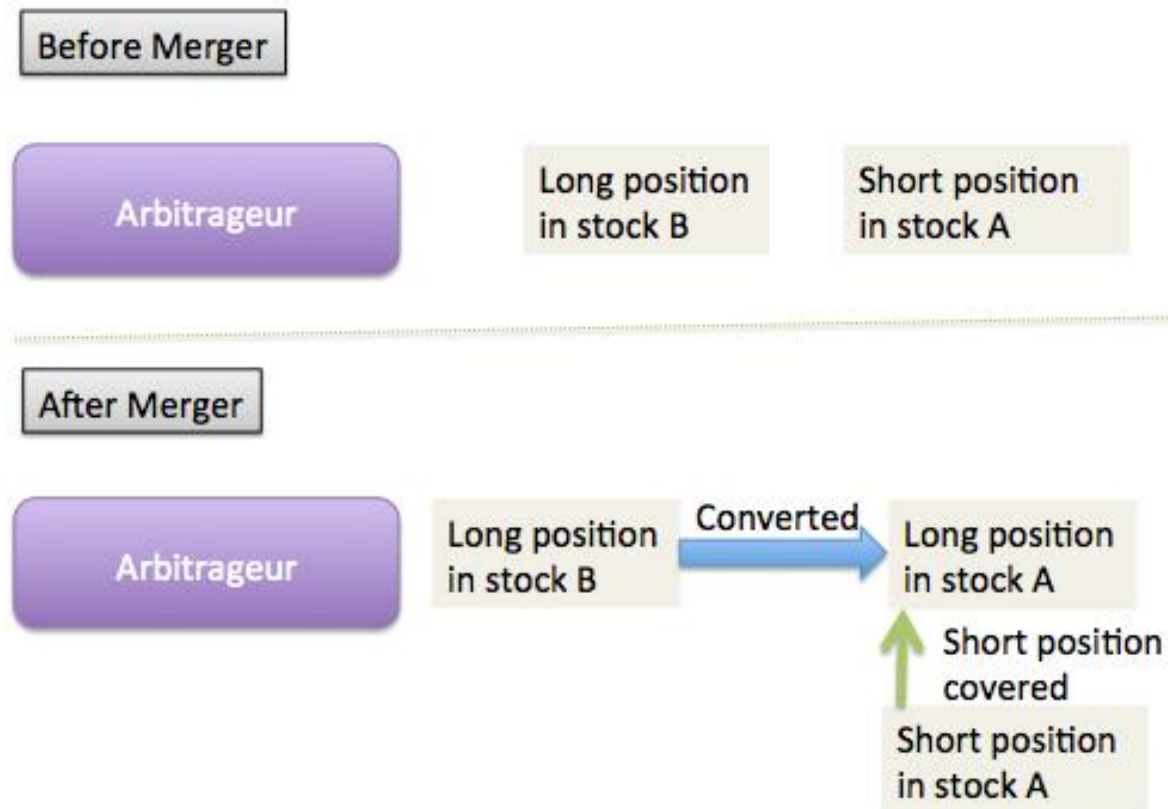 Before Merger
Arbitrageur
Long position
in stock B
Short position
in stock A
After Merger
Arbitrageur
Long position
in stock B
Converted
Long position
in stock A
Short position
covered
Short position
in stock A